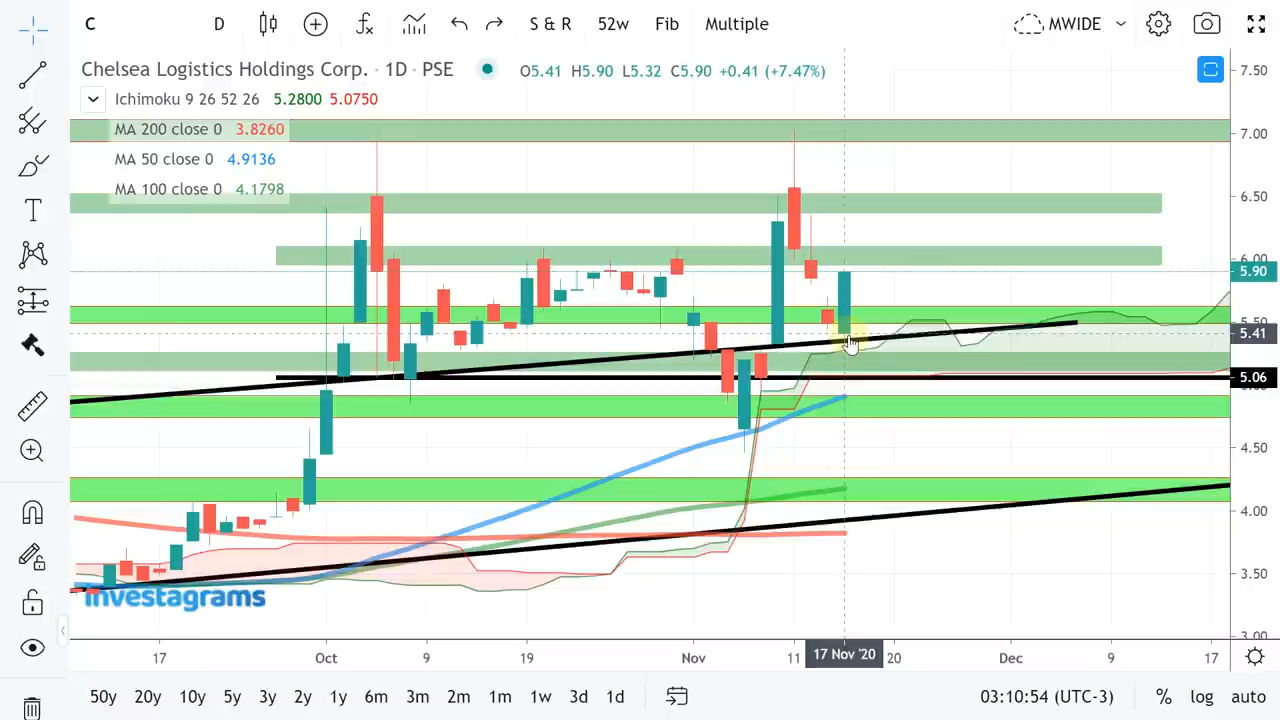 C D S & R 52w Fib Multiple MWIDE
Chelsea Logistics Holdings Corp. · 1D · PSE O5.41 H5.90 L5.32 C5.90 +0.41 (+7.47%)
Ichimoku 9 26 52 26 5.2800 5.0750
MA 200 close 0 3.8260
MA 50 close 0 4.9136
MA 100 close 0 4.1798
7.50
7.00
6.50
6.00
5.90
5.50
5.41
5.06
4.50
4.00
3.50
3.00
investagrams
17 Oct 9 19 Nov 11 17 Nov '20 20 Dec 9 17
50y 20y 10y 5y 3y 2y 1y 6m 3m 2m 1m 1w 3d 1d 03:10:54 (UTC-3) % log auto